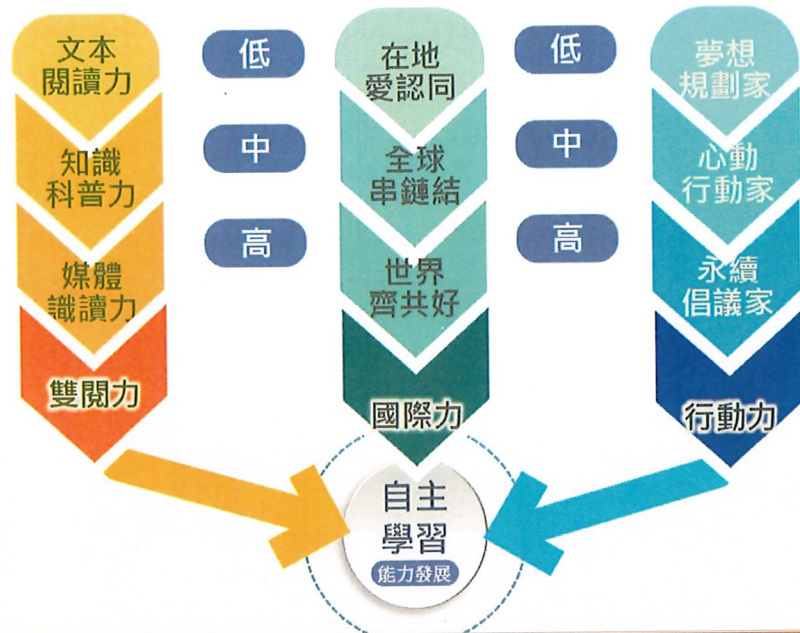 文本
閱讀力
低
在地
愛認同
低
夢想
規劃家
知識
科普力
中
全球
串鏈結
中
心動
行動家
媒體
識讀力
高
世界
齊共好
高
永續
倡議家
雙閱力
國際力
行動力
自主
學習
能力發展